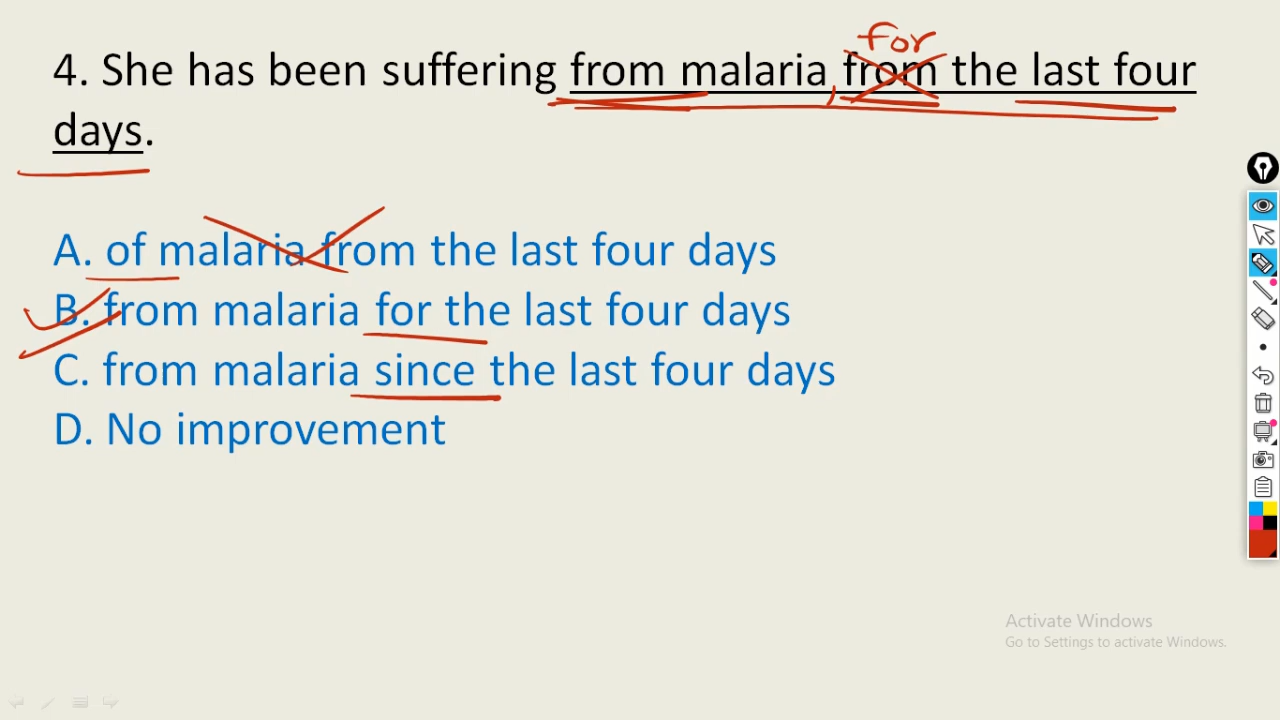 for
4. She has been suffering from malaria from the last four
days.
A. of malaria from the last four days
B. from malaria for the last four days
C. from malaria since the last four days
D. No improvement
Activate Windows
Go to Settings to activate Windows.